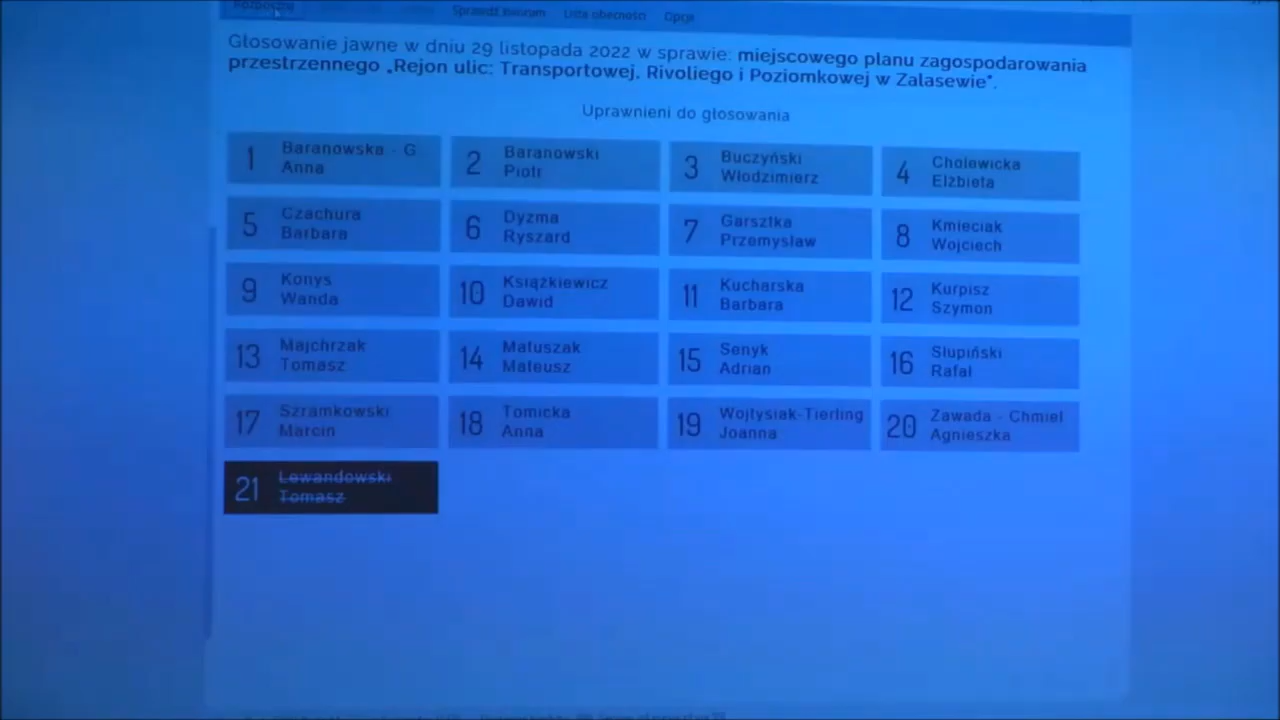 Rozpocznij
Sprawdź kworum Lista obecności Opcje
Głosowanie jawne w dniu 29 listopada 2022 w sprawie: miejscowego planu zagospodarowania
przestrzennego „Rejon ulic: Transportowej, Rivoliego i Poziomkowej w Zalasewie".
Uprawnieni do głosowania
1 Baranowska - G
Anna
2 Baranowski
Piotr
3 Buczyński
Włodzimierz
4 Cholewicka
Elżbieta
5 Czachura
Barbara
6 Dyzma
Ryszard
7 Garsztka
Przemysław
8 Kmieciak
Wojciech
9 Konys
Wanda
10 Książkiewicz
Dawid
11 Kucharska
Barbara
12 Kurpisz
Szymon
13 Majchrzak
Tomasz
14 Matuszak
Mateusz
15 Senyk
Adrian
16 Słupiński
Rafał
17 Szramkowski
Marcin
18 Tomicka
Anna
19 Wojtysiak-Tierling
Joanna
20 Zawada - Chmiel
Agnieszka
21 Lewandowski
Tomasz